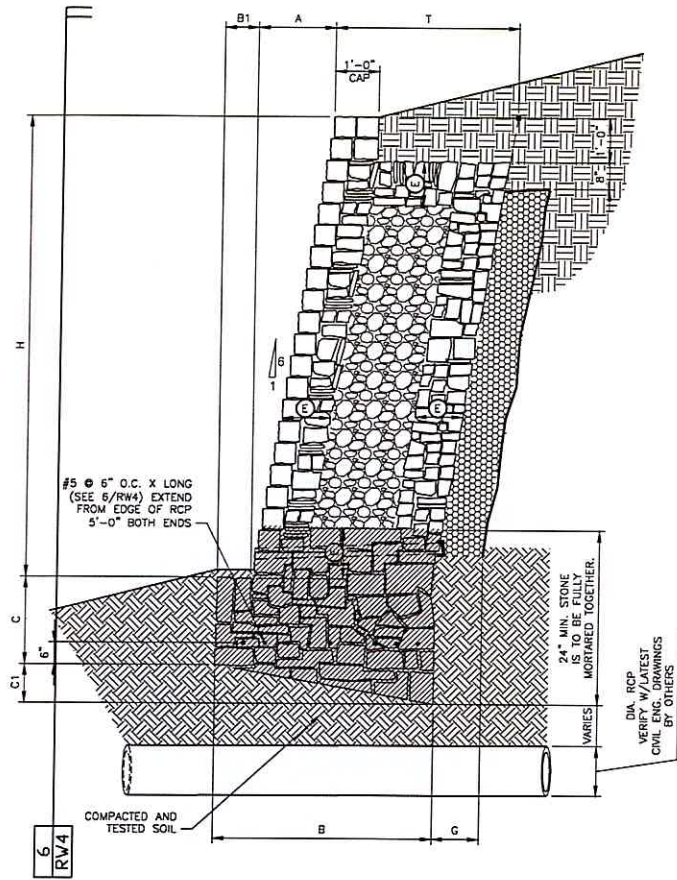 B1
A
T
1'-0"
CAP
H
6
1
E
E
E
E
8"
1'-0"
#5 @ 6" O.C. X LONG
(SEE 6/RW4) EXTEND
FROM EDGE OF RCP
5'-0" BOTH ENDS
C
6"
C1
24" MIN. STONE
IS TO BE FULLY
MORTARED TOGETHER.
VARIES
DIA. RCP
VERIFY W/LATEST
CIVIL ENG. DRAWINGS
BY OTHERS
COMPACTED AND
TESTED SOIL
B
G
6
RW4